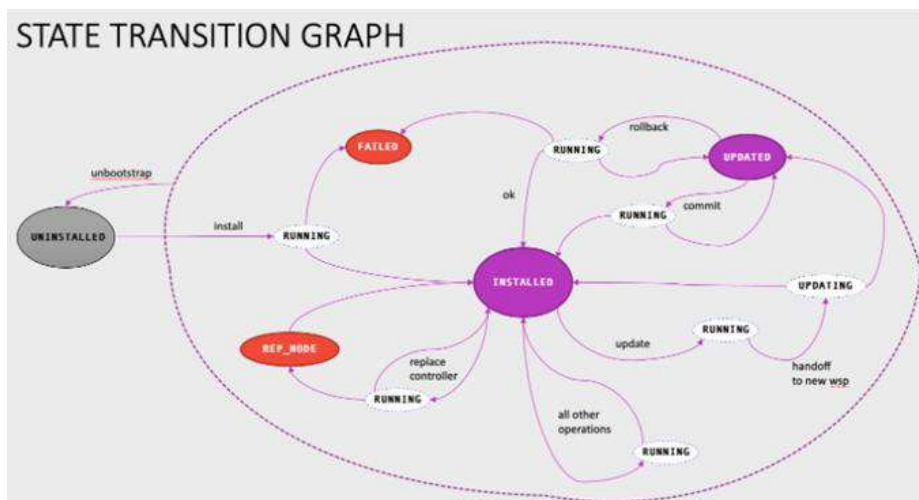 STATE TRANSITION GRAPH
rollback
FAILED
RUNNING
UPDATED
unbootstrap
ok
commit
RUNNING
install
UNINSTALLED
RUNNING
INSTALLED
UPDATING
RUNNING
update
REP_NODE
replace
controller
handoff
to new wsp
RUNNING
all other
operations
RUNNING